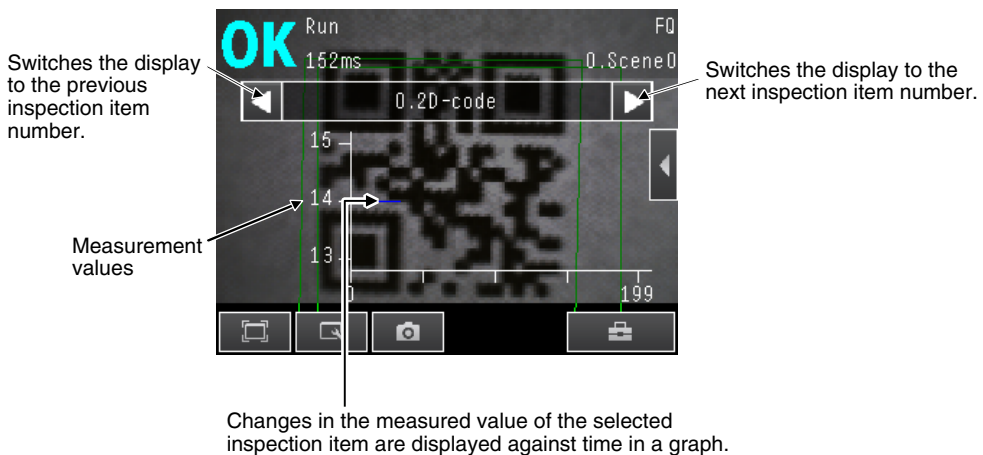 OK Run FQ
152ms 0.Scene0
Switches the display
to the previous
inspection item
number.
Switches the display to the
next inspection item number.
0.2D-code
15
14
13
0 199
Measurement
values
Changes in the measured value of the selected
inspection item are displayed against time in a graph.